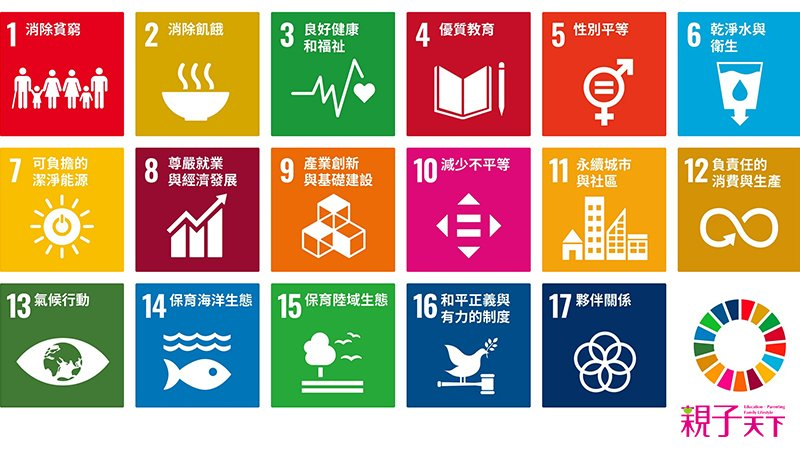 1 消除貧窮
2 消除飢餓
3 良好健康
和福祉
4 優質教育
5 性別平等
6 乾淨水與
衛生
7 可負擔的
潔淨能源
8 尊嚴就業
與經濟發展
9 產業創新
與基礎建設
10 減少不平等
11 永續城市
與社區
12 負責任的
消費與生產
13 氣候行動
14 保育海洋生態
15 保育陸域生態
16 和平正義與
有力的制度
17 夥伴關係
Education · Parenting
Family Lifestyle
親子天下